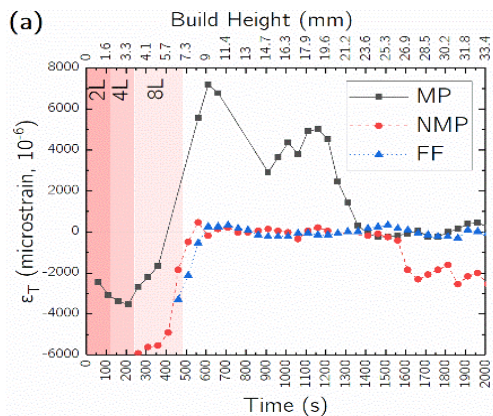 (a)
Build Height (mm)
0 1.6 3.3 4.1 5.7 7.3 9 11.4 13 14.7 16.3 17.9 19.6 21.2 23.6 25.3 26.9 28.5 30.2 31.8 33.4
8000
6000
4000
2000
0
-2000
-4000
-6000
εT (microstrain, 10-6)
2L
4L
8L
MP
NMP
FF
0 100 200 300 400 500 600 700 800 900 1000 1100 1200 1300 1400 1500 1600 1700 1800 1900 2000
Time (s)